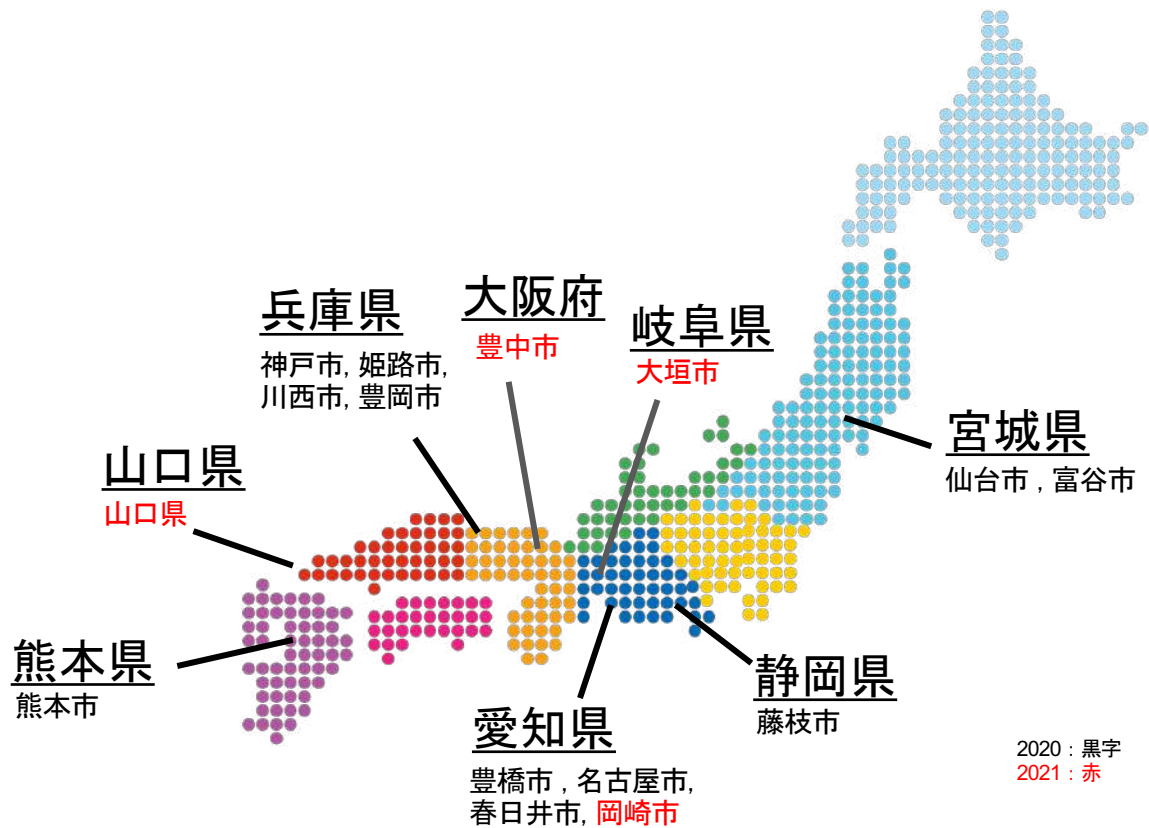 大阪府
豊中市
兵庫県
神戸市, 姫路市,
川西市, 豊岡市
岐阜県
大垣市
宮城県
仙台市 , 富谷市
山口県
山口県
熊本県
熊本市
静岡県
藤枝市
愛知県
豊橋市 , 名古屋市,
春日井市, 岡崎市
2020 : 黒字
2021 : 赤